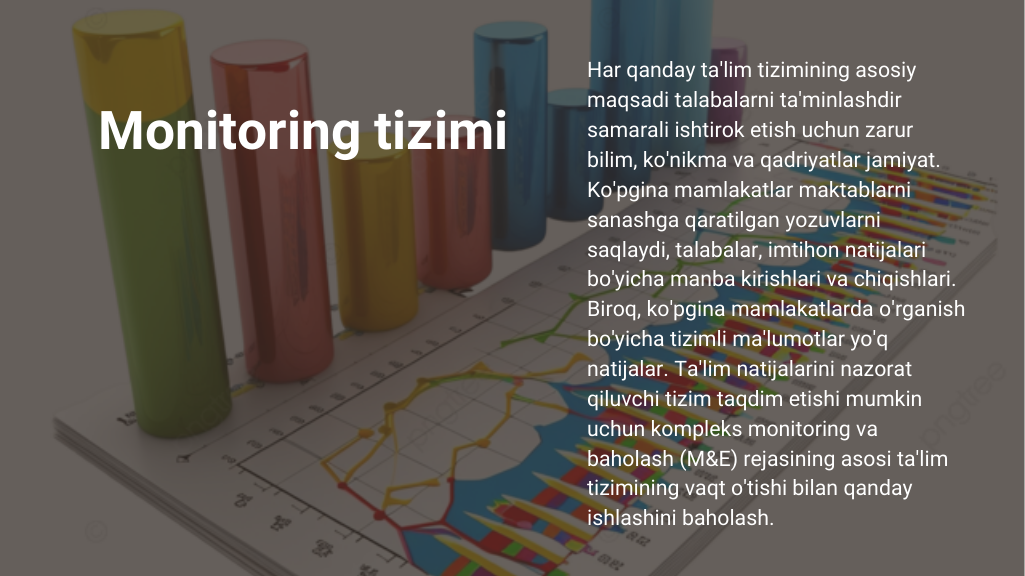 Monitoring tizimi
Har qanday ta'lim tizimining asosiy
maqsadi talabalarni ta'minlashdir
samarali ishtirok etish uchun zarur
bilim, ko'nikma va qadriyatlar jamiyat.
Ko'pgina mamlakatlar maktablarni
sanashga qaratilgan yozuvlarni
saqlaydi, talabalar, imtihon natijalari
bo'yicha manba kirishlari va chiqishlari.
Biroq, ko'pgina mamlakatlarda o'rganish
bo'yicha tizimli ma'lumotlar yo'q
natijalar. Ta'lim natijalarini nazorat
qiluvchi tizim taqdim etishi mumkin
uchun kompleks monitoring va
baholash (M&E) rejasining asosi ta'lim
tizimining vaqt o'tishi bilan qanday
ishlashini baholash.
pngtree